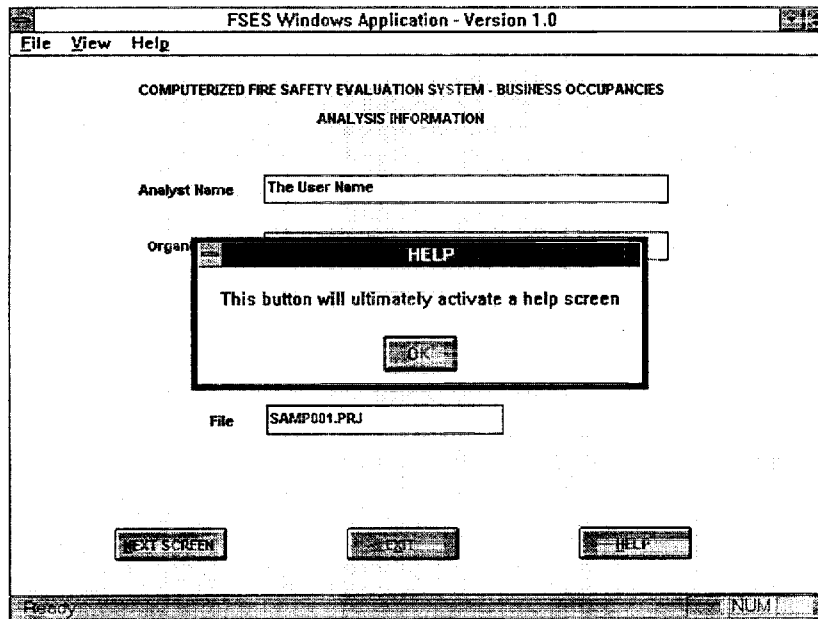 FSES Windows Application - Version 1.0
File View Help
COMPUTERIZED FIRE SAFETY EVALUATION SYSTEM - BUSINESS OCCUPANCIES
ANALYSIS INFORMATION
Analyst Name The User Name
Organ
HELP
This button will ultimately activate a help screen
OK
File SAMP001.PRJ
NEXT SCREEN EXIT HELP
Ready NUM